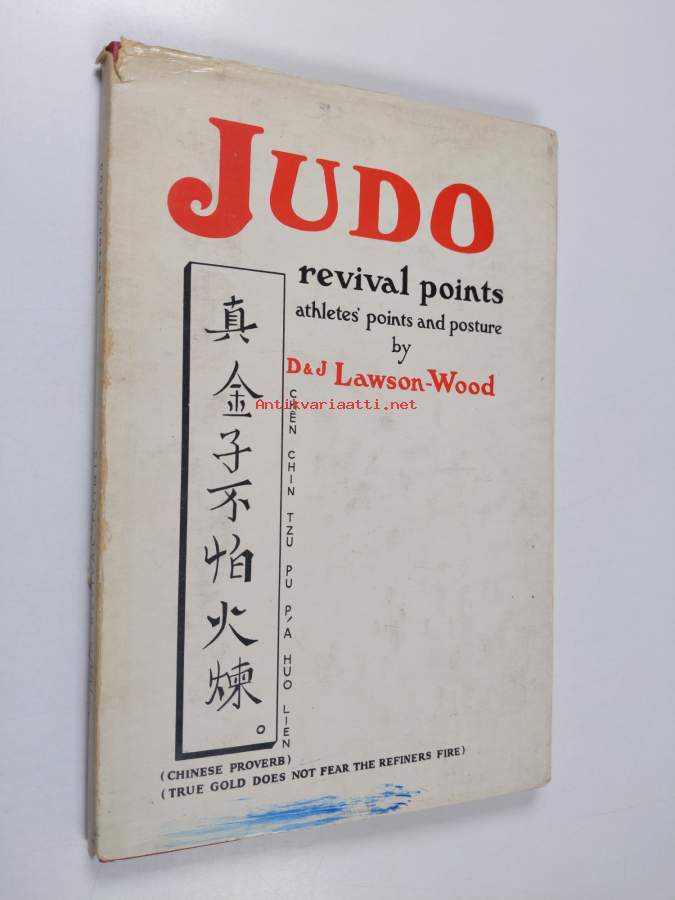 JUDO
revival points
athletes' points and posture
by
D & J Lawson-Wood
Antikvariaatti.net
真金子不怕火煉。
CHÊN CHIN TZU PU P'A HUO LIEN
(CHINESE PROVERB)
(TRUE GOLD DOES NOT FEAR THE REFINERS FIRE)